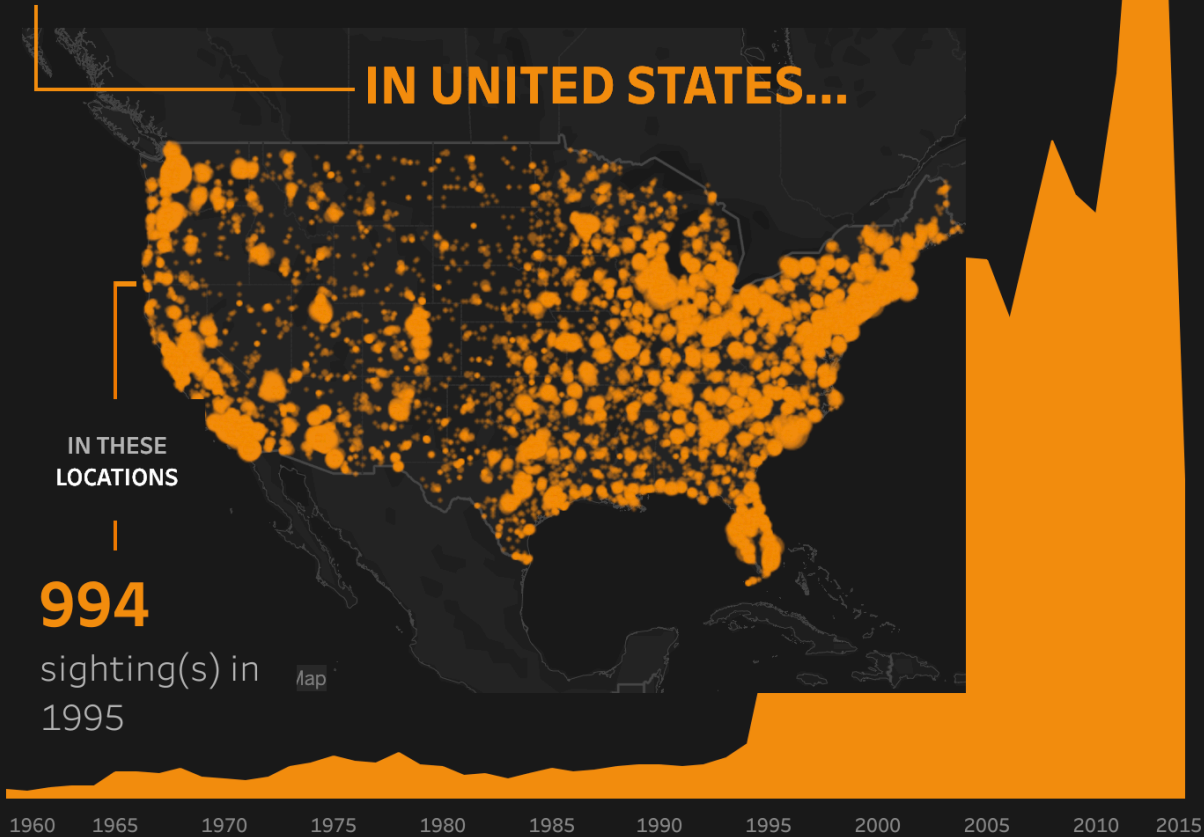 IN UNITED STATES...
IN THESE
LOCATIONS
994
sighting(s) in
1995
Map
1960 1965 1970 1975 1980 1985 1990 1995 2000 2005 2010 2015